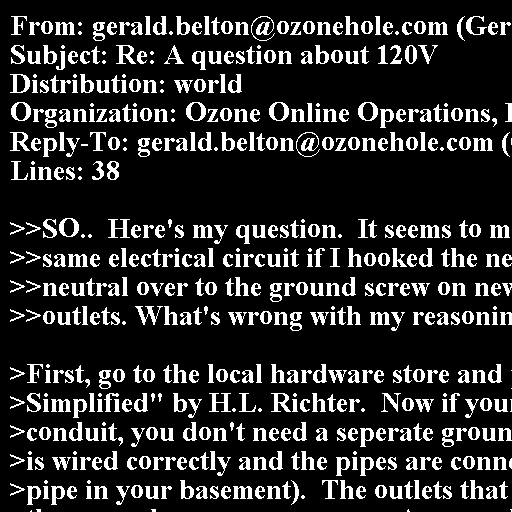 From: gerald.belton@ozonehole.com (Ger
Subject: Re: A question about 120V
Distribution: world
Organization: Ozone Online Operations,
Reply-To: gerald.belton@ozonehole.com (
Lines: 38

>>SO..  Here's my question.  It seems to m
>>same electrical circuit if I hooked the ne
>>neutral over to the ground screw on new
>>outlets. What's wrong with my reasonin

>First, go to the local hardware store and
>Simplified" by H.L. Richter.  Now if your
>conduit, you don't need a seperate groun
>is wired correctly and the pipes are conne
>pipe in your basement).  The outlets that